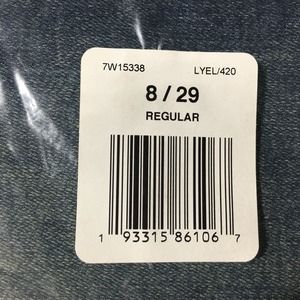 7W15338 LYEL/420
8 / 29
REGULAR
1 93315 86106 7